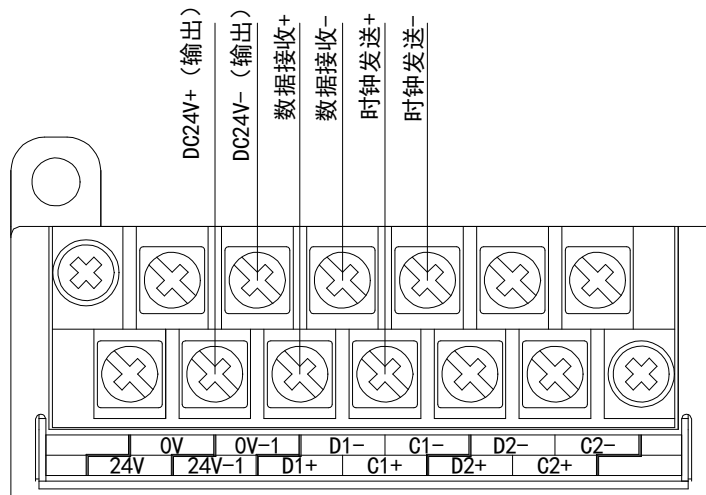 DC24V+（输出）
DC24V-（输出）
数据接收+
数据接收-
时钟发送+
时钟发送-
0V 0V-1 D1- C1- D2- C2-
24V 24V-1 D1+ C1+ D2+ C2+